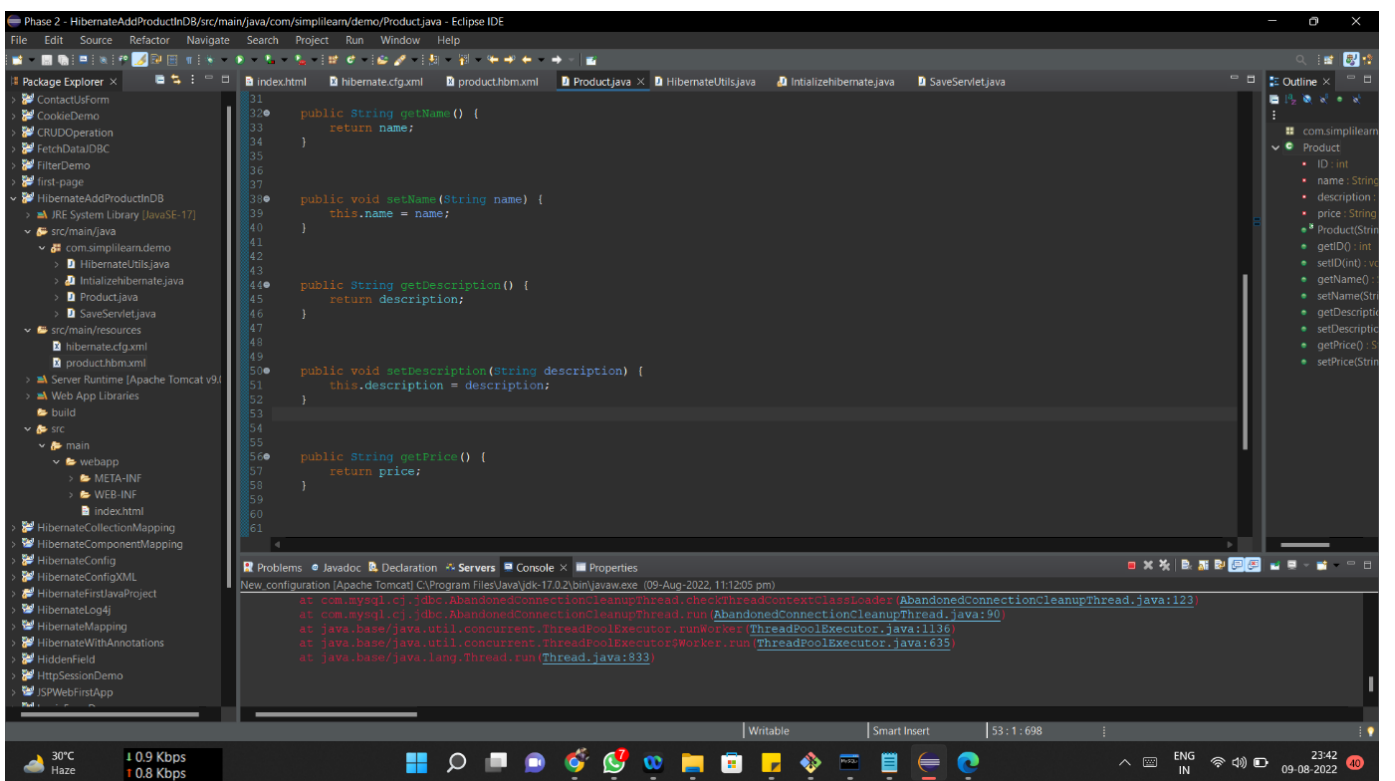 Phase 2 - HibernateAddProductInDB/src/main/java/com/simplilearn/demo/Product.java - Eclipse IDE
File Edit Source Refactor Navigate Search Project Run Window Help
Package Explorer
index.html hibernate.cfg.xml product.hbm.xml Product.java HibernateUtils.java Intializehibernate.java SaveServlet.java
Outline
ContactUsForm
CookieDemo
CRUDOperation
FetchDataJDBC
FilterDemo
first-page
HibernateAddProductInDB
JRE System Library [JavaSE-17]
src/main/java
com.simplilearn.demo
HibernateUtils.java
Intializehibernate.java
Product.java
SaveServlet.java
src/main/resources
hibernate.cfg.xml
product.hbm.xml
Server Runtime [Apache Tomcat v9.0
Web App Libraries
build
src
main
webapp
META-INF
WEB-INF
index.html
HibernateCollectionMapping
HibernateComponentMapping
HibernateConfig
HibernateConfigXML
HibernateFirstJavaProject
HibernateLog4j
HibernateMapping
HibernateWithAnnotations
HiddenField
HttpSessionDemo
JSPWebFirstApp
31
32 public String getName() {
33 return name;
34 }
35
36
37
38 public void setName(String name) {
39 this.name = name;
40 }
41
42
43
44 public String getDescription() {
45 return description;
46 }
47
48
49
50 public void setDescription(String description) {
51 this.description = description;
52 }
53
54
55
56 public String getPrice() {
57 return price;
58 }
59
60
61
com.simplilearn
Product
ID : int
name : String
description :
price : String
Product(Strin
getID() : int
setID(int) : vo
getName() : S
setName(Stri
getDescriptic
setDescriptic
getPrice() : S
setPrice(Strin
Problems Javadoc Declaration Servers Console Properties
New_configuration [Apache Tomcat] C:\Program Files\Java\jdk-17.0.2\bin\javaw.exe (09-Aug-2022, 11:12:05 pm)
at com.mysql.cj.jdbc.AbandonedConnectionCleanupThread.checkThreadContextClassLoader(AbandonedConnectionCleanupThread.java:123)
at com.mysql.cj.jdbc.AbandonedConnectionCleanupThread.run(AbandonedConnectionCleanupThread.java:90)
at java.base/java.util.concurrent.ThreadPoolExecutor.runWorker(ThreadPoolExecutor.java:1136)
at java.base/java.util.concurrent.ThreadPoolExecutor$Worker.run(ThreadPoolExecutor.java:635)
at java.base/java.lang.Thread.run(Thread.java:833)
Writable Smart Insert 53 : 1 : 698
30°C
Haze
0.9 Kbps
0.8 Kbps
7
ENG
IN
23:42
09-08-2022
40